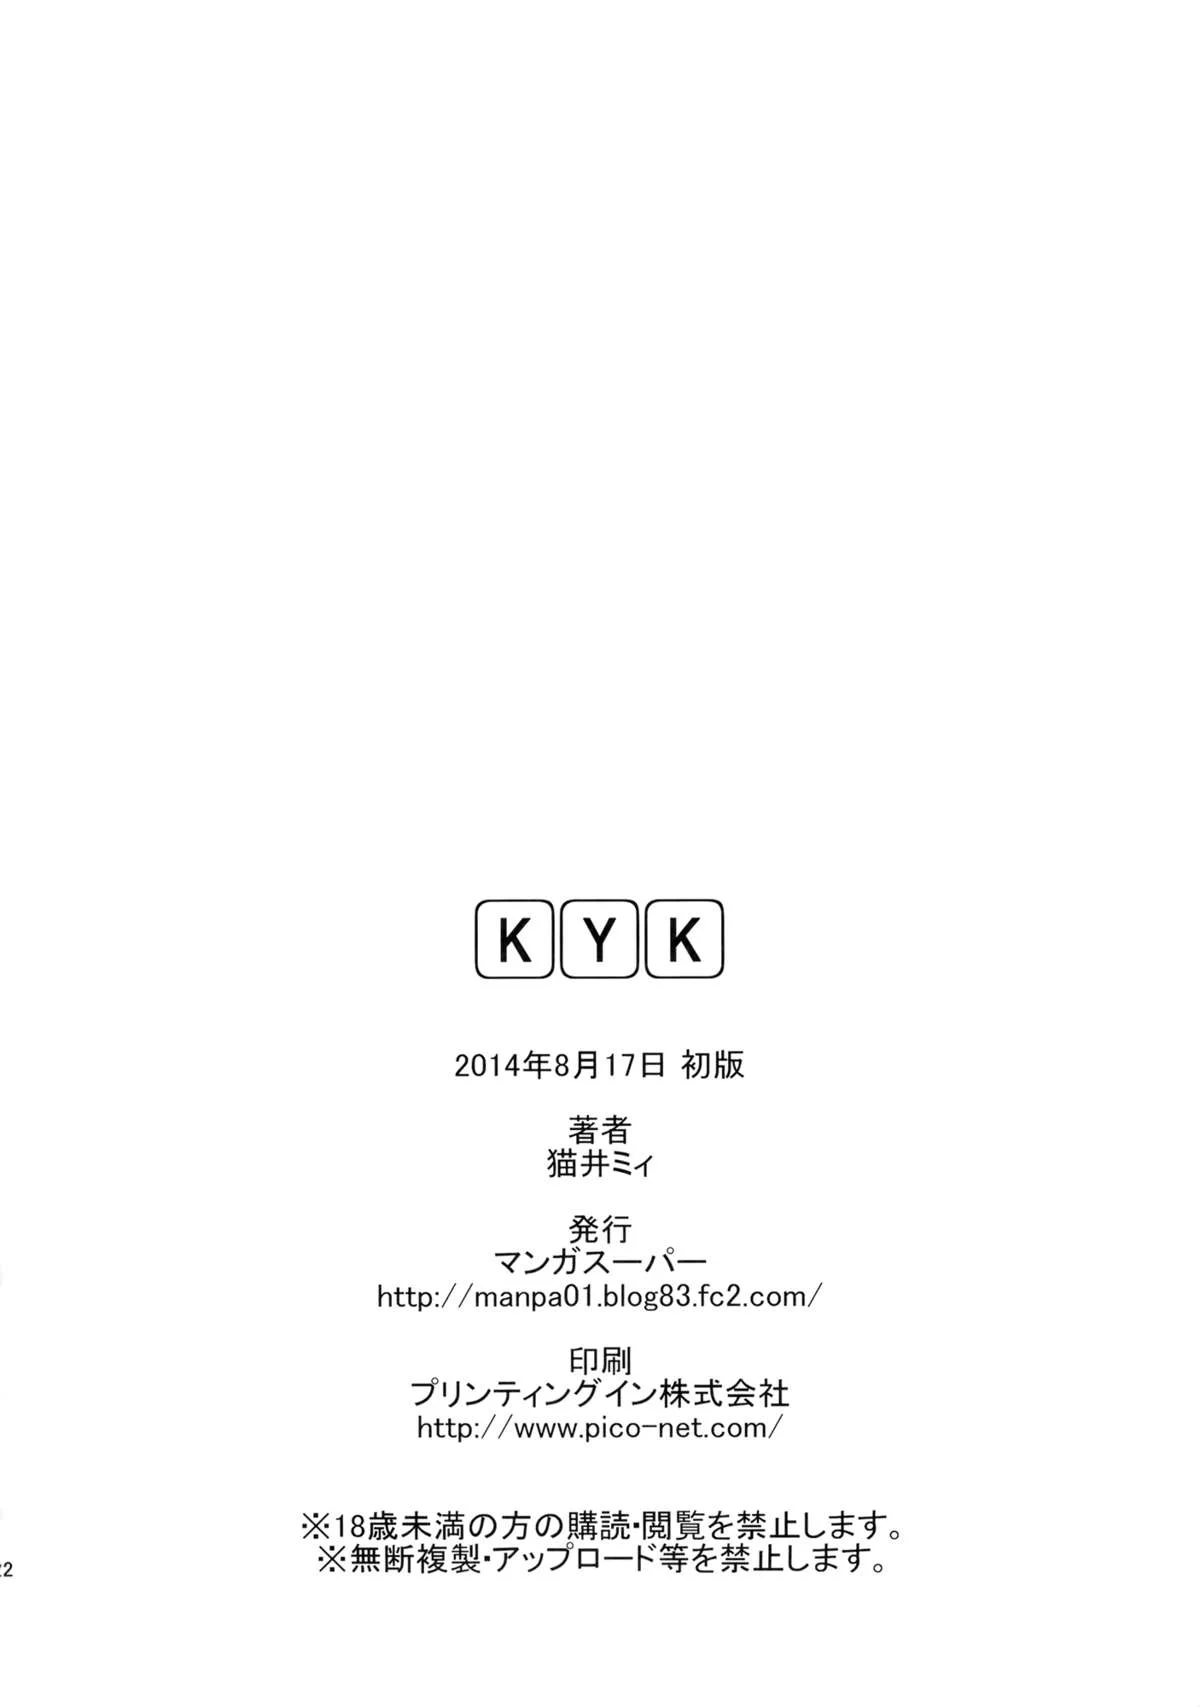 KYK
2014年8月17日 初版
著者
猫井ミィ
発行
マンガスーパー
http://manpa01.blog83.fc2.com/
印刷
プリンティングイン株式会社
http://www.pico-net.com/
※18歳未満の方の購読・閲覧を禁止します。
※無断複製・アップロード等を禁止します。
22